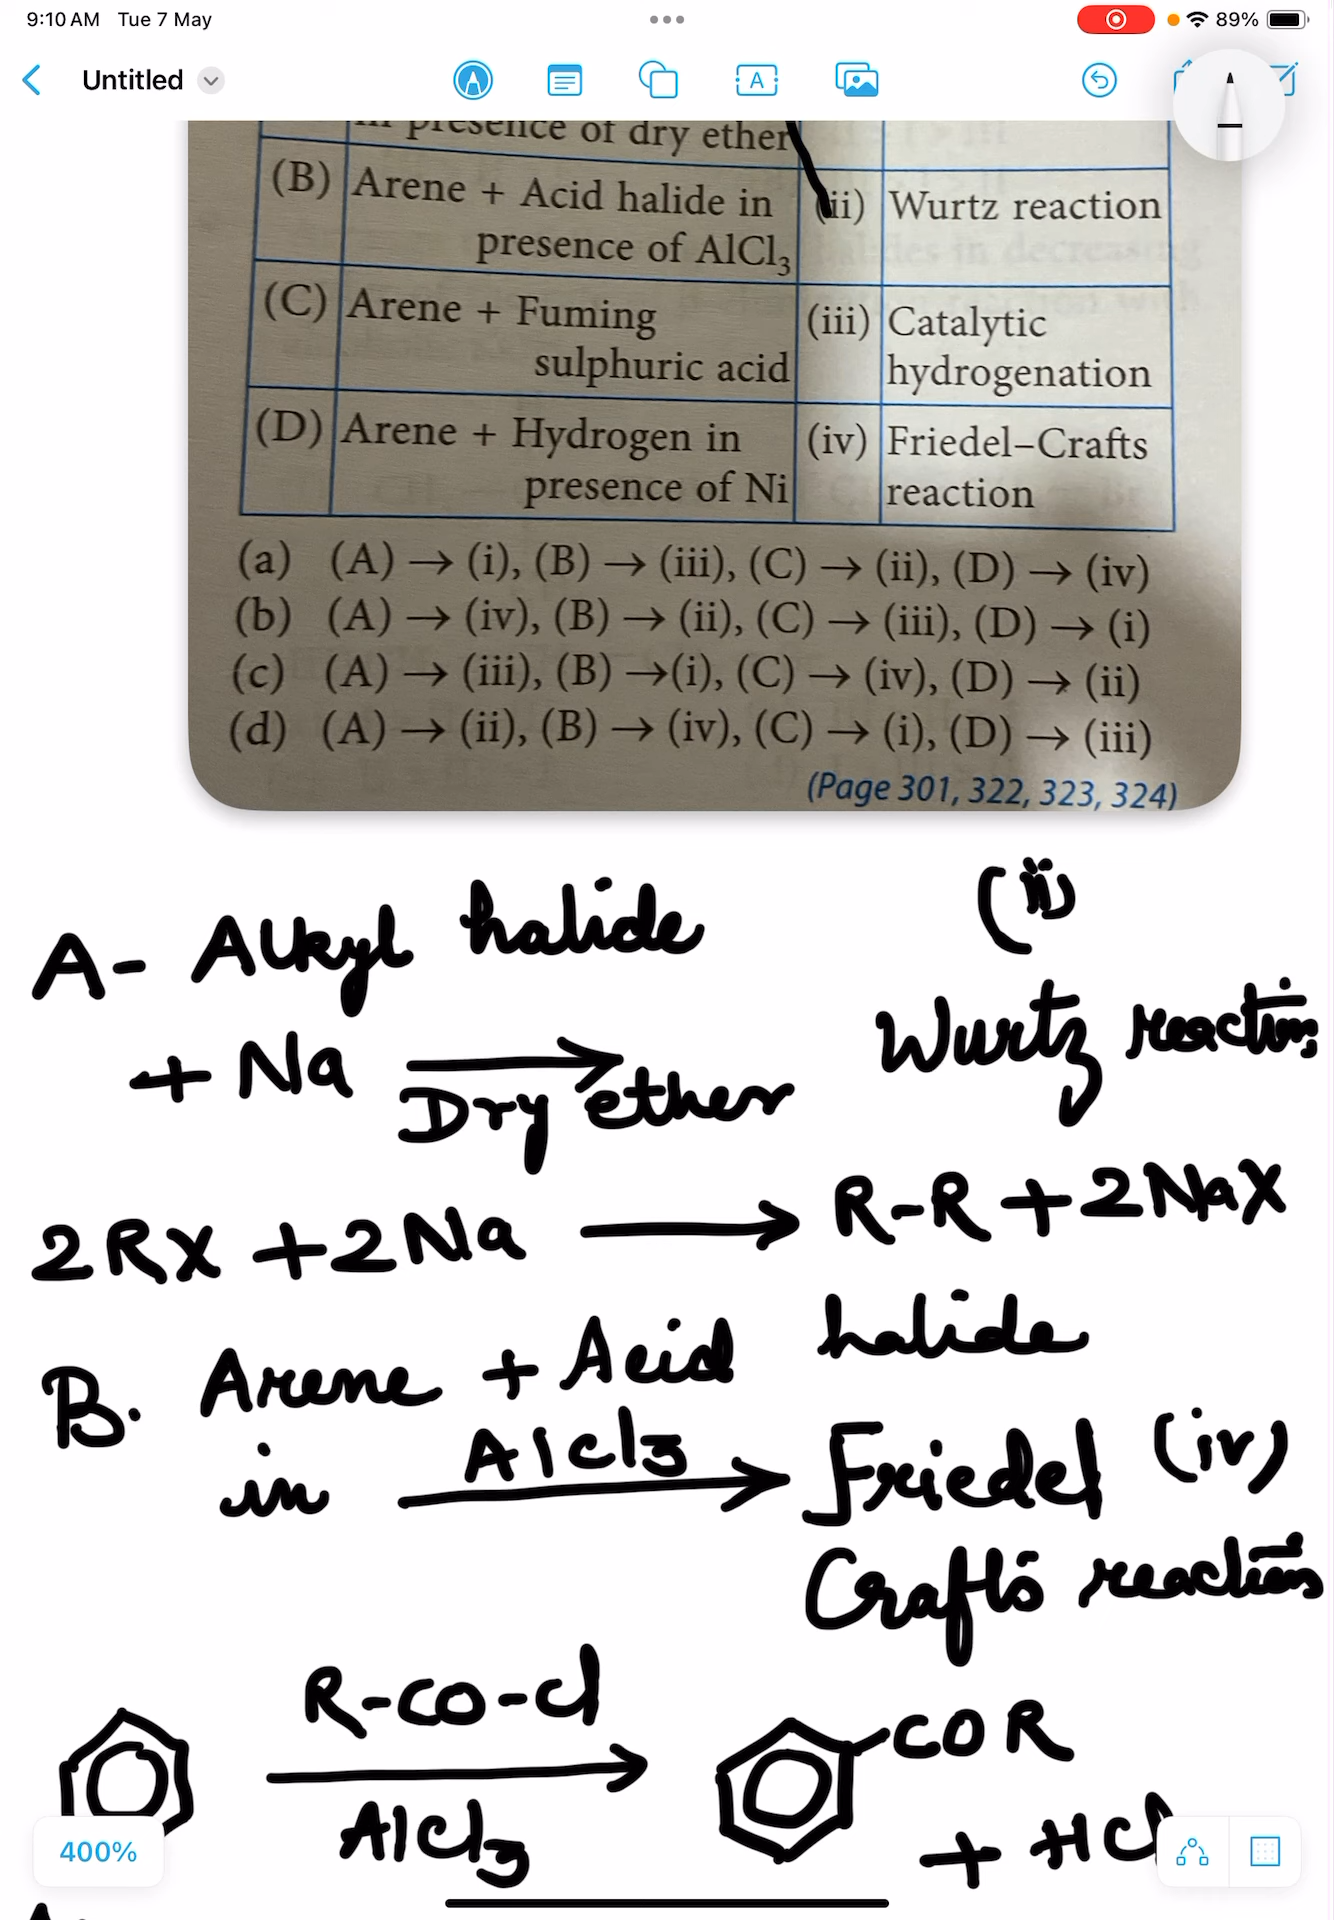 9:10 AM Tue 7 May
89%
Untitled
A
in presence of dry ether
(B) Arene + Acid halide in (ii) Wurtz reaction
presence of AlCl₃
(C) Arene + Fuming (iii) Catalytic
sulphuric acid hydrogenation
(D) Arene + Hydrogen in (iv) Friedel–Crafts
presence of Ni reaction
(a) (A) → (i), (B) → (iii), (C) → (ii), (D) → (iv)
(b) (A) → (iv), (B) → (ii), (C) → (iii), (D) → (i)
(c) (A) → (iii), (B) →(i), (C) → (iv), (D) → (ii)
(d) (A) → (ii), (B) → (iv), (C) → (i), (D) → (iii)
(Page 301, 322, 323, 324)
A- Alkyl halide (ii)
+ Na Dry ether Wurtz reaction
2RX + 2Na → R-R + 2NaX
B. Arene + Acid halide
in AlCl3 → Friedel (iv)
Crafts reaction
R-CO-Cl
COR
AlCl3
+ HCl
400%